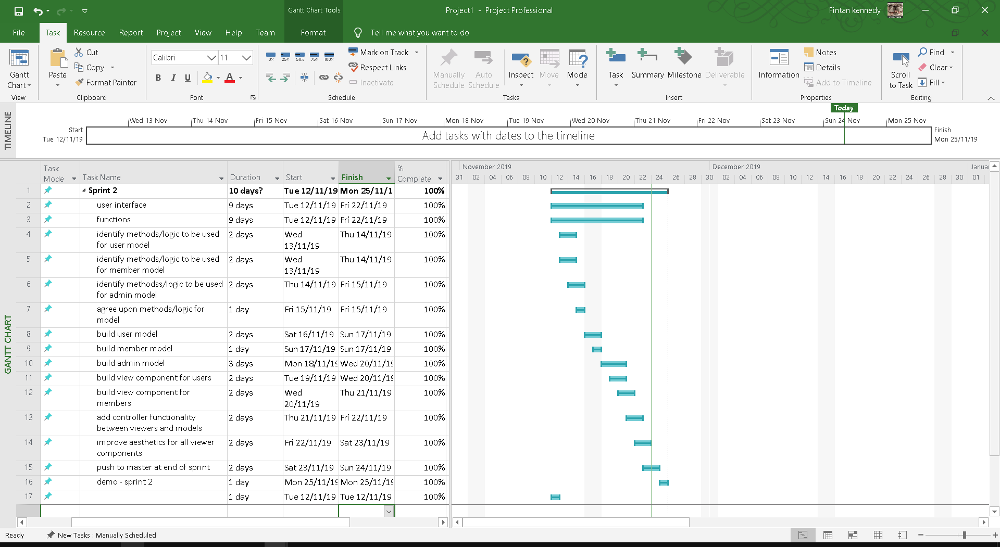 Gantt Chart Tools
Project1 - Project Professional
Fintan kennedy
File Task Resource Report Project View Help Team Format Tell me what you want to do
Gantt Chart
View
Paste
Cut
Copy
Format Painter
Clipboard
Calibri 11
B I U A
Font
0% 25% 50% 75% 100%
Mark on Track
Respect Links
Inactivate
Schedule
Manually Schedule
Auto Schedule
Inspect
Move
Mode
Tasks
Task
Summary
Milestone
Deliverable
Insert
Information
Notes
Details
Add to Timeline
Properties
Scroll to Task
Find
Clear
Fill
Editing
TIMELINE
Today
Wed 13 Nov Thu 14 Nov Fri 15 Nov Sat 16 Nov Sun 17 Nov Mon 18 Nov Tue 19 Nov Wed 20 Nov Thu 21 Nov Fri 22 Nov Sat 23 Nov Sun 24 Nov Mon 25 Nov
Start
Tue 12/11/19
Add tasks with dates to the timeline
Finish
Mon 25/11/19
GANTT CHART
Task Mode Task Name Duration Start Finish % Complete
November 2019 December 2019 Januar
31 02 04 06 08 10 12 14 16 18 20 22 24 26 28 30 02 04 06 08 10 12 14 16 18 20 22 24 26 28 30 01
1 Sprint 2 10 days? Tue 12/11/19 Mon 25/11/1 100%
2 user interface 9 days Tue 12/11/19 Fri 22/11/19 100%
3 functions 9 days Tue 12/11/19 Fri 22/11/19 100%
4 identify methods/logic to be used for user model 2 days Wed 13/11/19 Thu 14/11/19 100%
5 identify methods/logic to be used for member model 2 days Wed 13/11/19 Thu 14/11/19 100%
6 identify methodss/logic to be used for admin model 2 days Thu 14/11/19 Fri 15/11/19 100%
7 agree upon methods/logic for model 1 day Fri 15/11/19 Fri 15/11/19 100%
8 build user model 2 days Sat 16/11/19 Sun 17/11/19 100%
9 build member model 1 day Sun 17/11/19 Sun 17/11/19 100%
10 build admin model 3 days Mon 18/11/19 Wed 20/11/19 100%
11 build view component for users 2 days Tue 19/11/19 Wed 20/11/19 100%
12 build view component for members 2 days Wed 20/11/19 Thu 21/11/19 100%
13 add controller functionality between viewers and models 2 days Thu 21/11/19 Fri 22/11/19 100%
14 improve aesthetics for all viewer components 2 days Fri 22/11/19 Sat 23/11/19 100%
15 push to master at end of sprint 2 days Sat 23/11/19 Sun 24/11/19 100%
16 demo - sprint 2 1 day Mon 25/11/19 Mon 25/11/19 100%
17 1 day Tue 12/11/19 Tue 12/11/19 100%
Ready New Tasks : Manually Scheduled